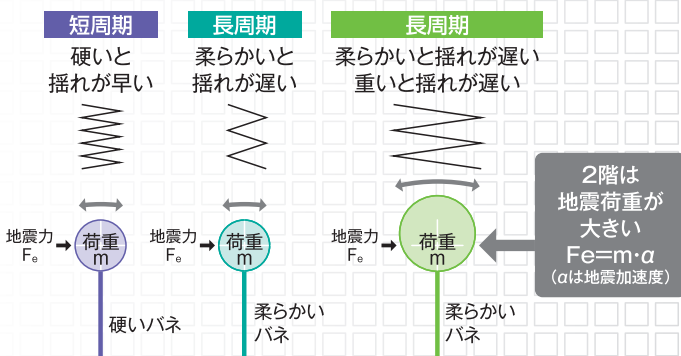 短周期
硬いと
揺れが早い
地震力
Fe
荷重
m
硬いバネ
長周期
柔らかいと
揺れが遅い
地震力
Fe
荷重
m
柔らかい
バネ
長周期
柔らかいと揺れが遅い
重いと揺れが遅い
地震力
Fe
荷重
m
柔らかい
バネ
2階は
地震荷重が
大きい
Fe=m·α
（αは地震加速度）